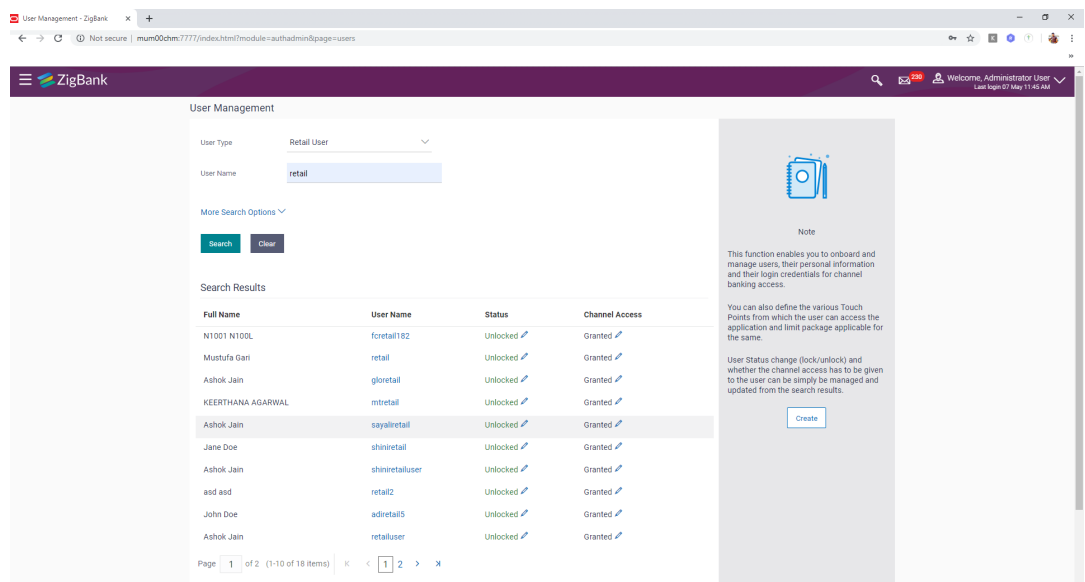 User Management - ZigBank
Not secure | mum00chm:7777/index.html?module=authadmin&page=users
ZigBank
230
Welcome, Administrator User
Last login 07 May 11:45 AM
User Management
User Type Retail User
User Name retail
More Search Options
Search Clear
Search Results
Full Name User Name Status Channel Access
N1001 N100L fcretail182 Unlocked Granted
Mustufa Gari retail Unlocked Granted
Ashok Jain gloretail Unlocked Granted
KEERTHANA AGARWAL mtretail Unlocked Granted
Ashok Jain sayaliretail Unlocked Granted
Jane Doe shiniretail Unlocked Granted
Ashok Jain shiniretailuser Unlocked Granted
asd asd retail2 Unlocked Granted
John Doe adiretail5 Unlocked Granted
Ashok Jain retailuser Unlocked Granted
Page 1 of 2 (1-10 of 18 items) 1 2
Note
This function enables you to onboard and
manage users, their personal information
and their login credentials for channel
banking access.
You can also define the various Touch
Points from which the user can access the
application and limit package applicable for
the same.
User Status change (lock/unlock) and
whether the channel access has to be given
to the user can be simply be managed and
updated from the search results.
Create